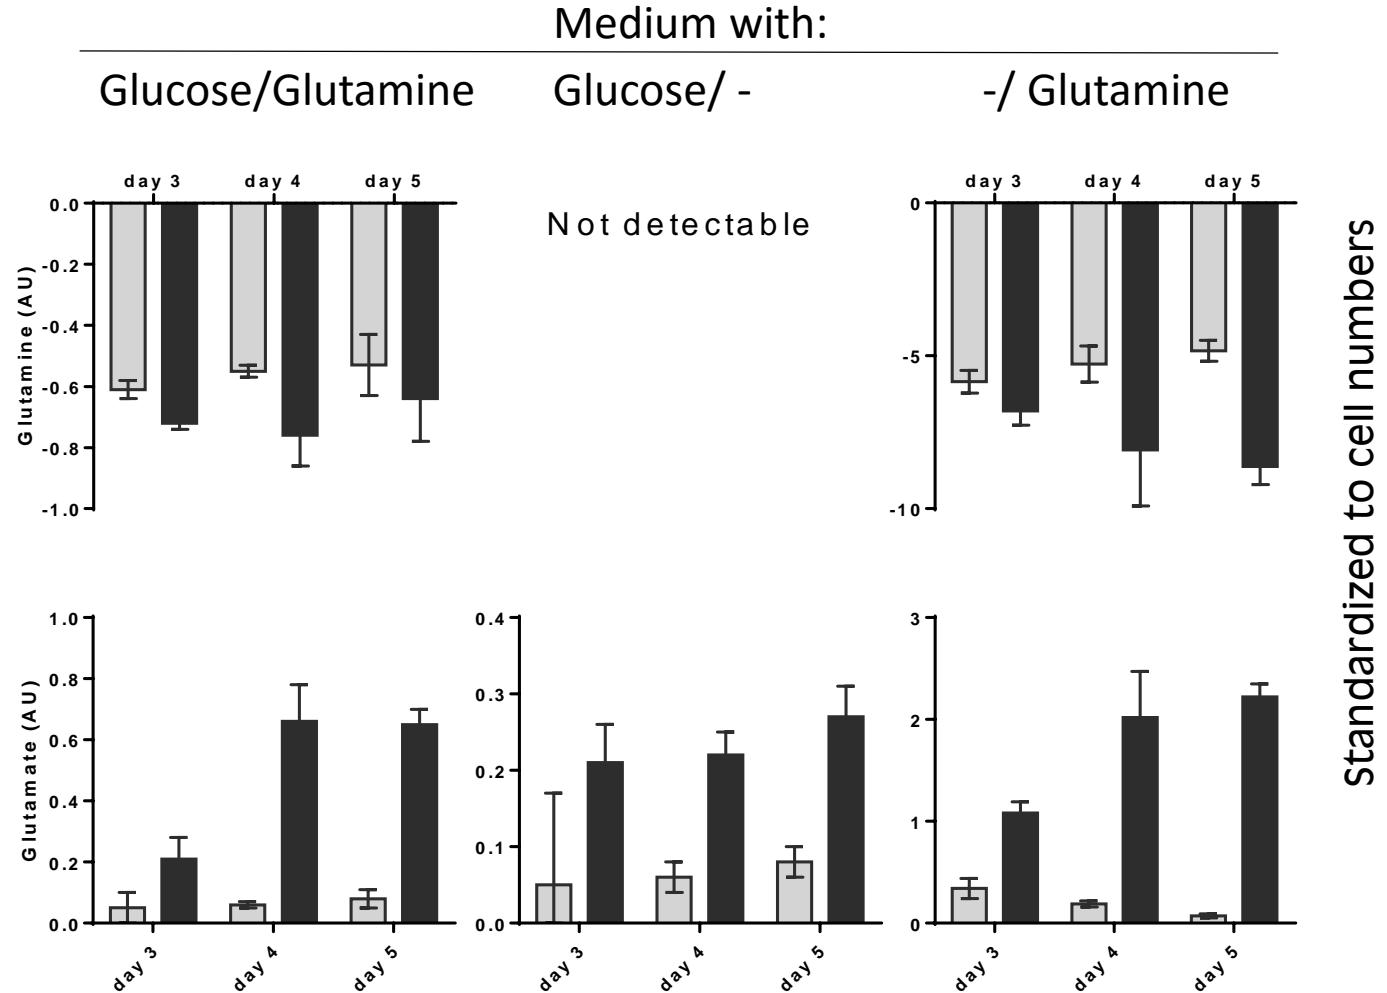 Medium with:
Glucose/Glutamine
Glucose/ -
-/ Glutamine
day 3
day 4
day 5
0.0
-0.2
-0.4
-0.6
-0.8
-1.0
Glutamine (AU)
Not detectable
day 3
day 4
day 5
0
-5
-10
1.0
0.8
0.6
0.4
0.2
0.0
Glutamate (AU)
day 3
day 4
day 5
0.4
0.3
0.2
0.1
0.0
day 3
day 4
day 5
3
2
1
0
day 3
day 4
day 5
Standardized to cell numbers